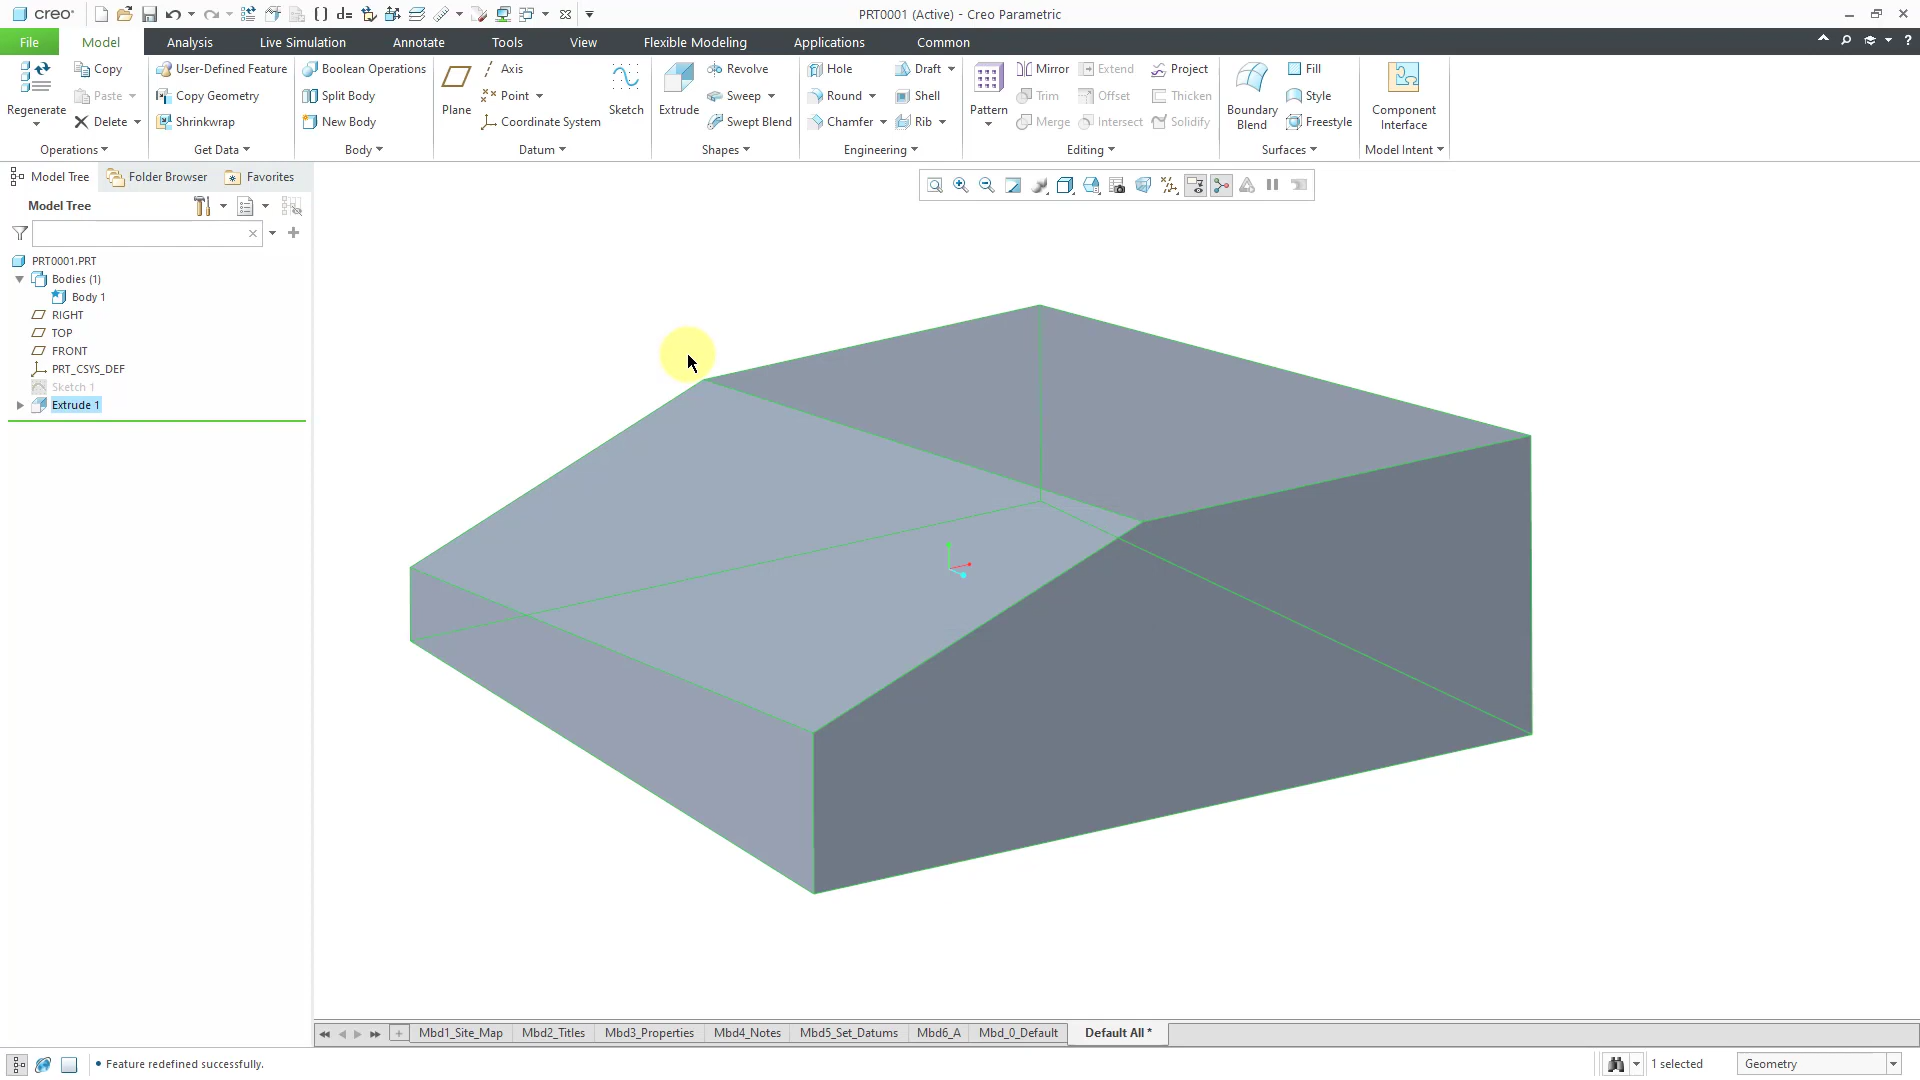 creo
PRT0001 (Active) - Creo Parametric
File
Model
Analysis
Live Simulation
Annotate
Tools
View
Flexible Modeling
Applications
Common
Regenerate
Copy
Paste
Delete
Operations
User-Defined Feature
Copy Geometry
Shrinkwrap
Get Data
Boolean Operations
Split Body
New Body
Body
Plane
Axis
Point
Coordinate System
Sketch
Datum
Extrude
Revolve
Sweep
Swept Blend
Shapes
Hole
Round
Chamfer
Draft
Shell
Rib
Engineering
Pattern
Mirror
Trim
Merge
Extend
Offset
Intersect
Project
Thicken
Solidify
Editing
Boundary
Blend
Fill
Style
Freestyle
Surfaces
Component
Interface
Model Intent
Model Tree
Folder Browser
Favorites
Model Tree
PRT0001.PRT
Bodies (1)
Body 1
RIGHT
TOP
FRONT
PRT_CSYS_DEF
Sketch 1
Extrude 1
Mbd1_Site_Map
Mbd2_Titles
Mbd3_Properties
Mbd4_Notes
Mbd5_Set_Datums
Mbd6_A
Mbd_0_Default
Default All *
• Feature redefined successfully.
1 selected
Geometry